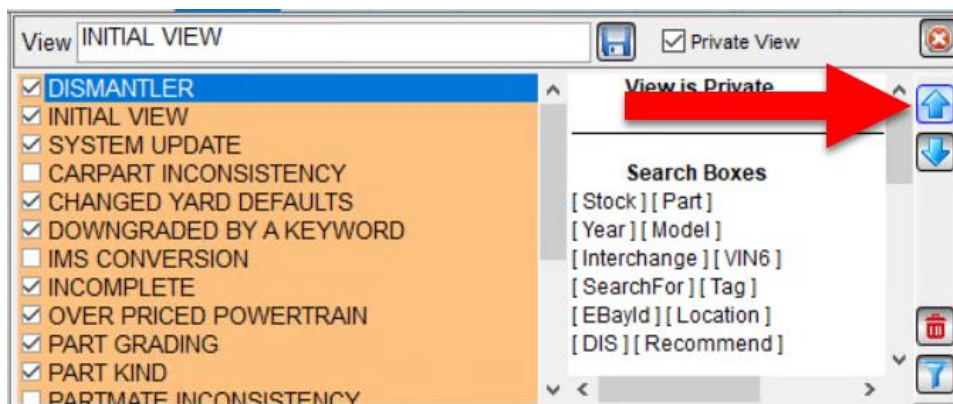 View INITIAL VIEW Private View
DISMANTLER
INITIAL VIEW
SYSTEM UPDATE
CARPART INCONSISTENCY
CHANGED YARD DEFAULTS
DOWNGRADED BY A KEYWORD
IMS CONVERSION
INCOMPLETE
OVER PRICED POWERTRAIN
PART GRADING
PART KIND
PARTMATE INCONSISTENCY
View is Private
Search Boxes
[ Stock ] [ Part ]
[ Year ] [ Model ]
[ Interchange ] [ VIN6 ]
[ SearchFor ] [ Tag ]
[ EBayId ] [ Location ]
[ DIS ] [ Recommend ]